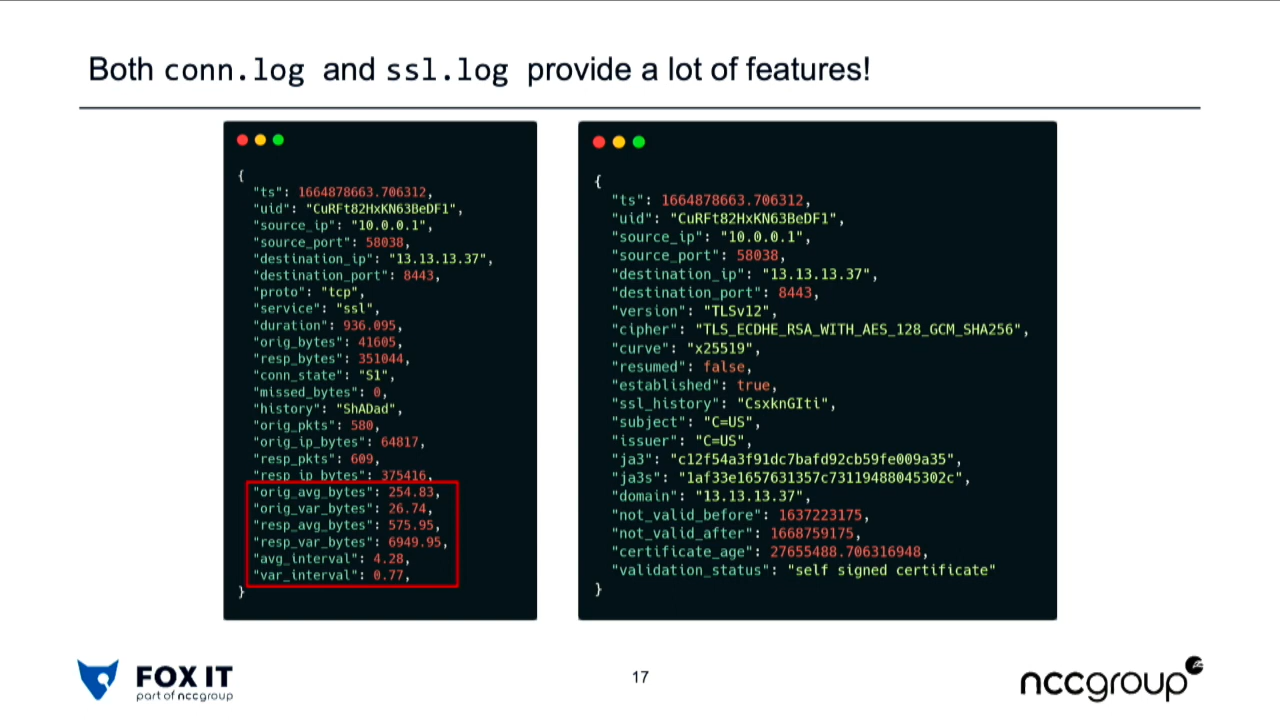 Both conn.log and ssl.log provide a lot of features!
{
"ts": 1664878663.706312,
"uid": "CuRFt82HxKN63BeDF1",
"source_ip": "10.0.0.1",
"source_port": 58038,
"destination_ip": "13.13.13.37",
"destination_port": 8443,
"proto": "tcp",
"service": "ssl",
"duration": 936.095,
"orig_bytes": 41605,
"resp_bytes": 351044,
"conn_state": "S1",
"missed_bytes": 0,
"history": "ShADad",
"orig_pkts": 580,
"orig_ip_bytes": 64817,
"resp_pkts": 609,
"resp_ip_bytes": 375416,
"orig_avg_bytes": 254.83,
"orig_var_bytes": 26.74,
"resp_avg_bytes": 575.95,
"resp_var_bytes": 6949.95,
"avg_interval": 4.28,
"var_interval": 0.77,
}
{
"ts": 1664878663.706312,
"uid": "CuRFt82HxKN63BeDF1",
"source_ip": "10.0.0.1",
"source_port": 58038,
"destination_ip": "13.13.13.37",
"destination_port": 8443,
"version": "TLSv12",
"cipher": "TLS_ECDHE_RSA_WITH_AES_128_GCM_SHA256",
"curve": "x25519",
"resumed": false,
"established": true,
"ssl_history": "CsxknGIti",
"subject": "C=US",
"issuer": "C=US",
"ja3": "c12f54a3f91dc7bafd92cb59fe009a35",
"ja3s": "1af33e1657631357c73119488045302c",
"domain": "13.13.13.37",
"not_valid_before": 1637223175,
"not_valid_after": 1668759175,
"certificate_age": 27655488.706316948,
"validation_status": "self signed certificate"
}
FOX IT
part of nccgroup
17
nccgroup